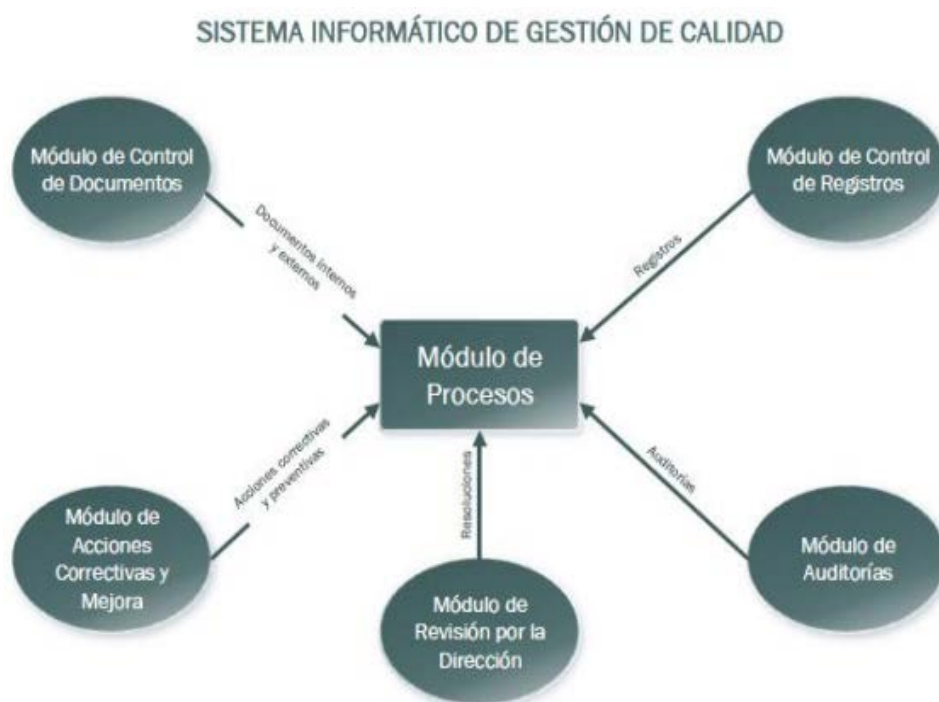 SISTEMA INFORMÁTICO DE GESTIÓN DE CALIDAD
Módulo de Control
de Documentos
Módulo de Control
de Registros
Documentos internos
y externos
Registros
Módulo de
Procesos
Acciones correctivas
y preventivas
Resoluciones
Auditorías
Módulo de
Acciones
Correctivas y
Mejora
Módulo de
Revisión por la
Dirección
Módulo de
Auditorías